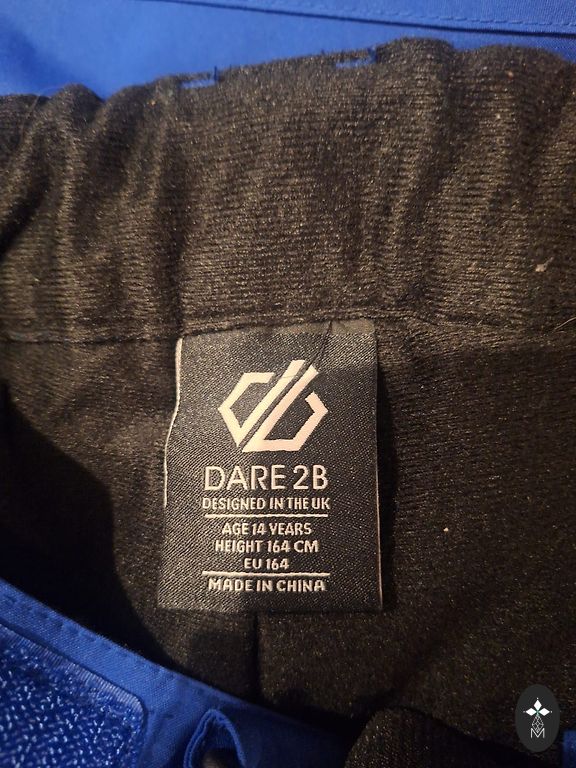 DARE 2B
DESIGNED IN THE UK
AGE 14 YEARS
HEIGHT 164 CM
EU 164
MADE IN CHINA
M